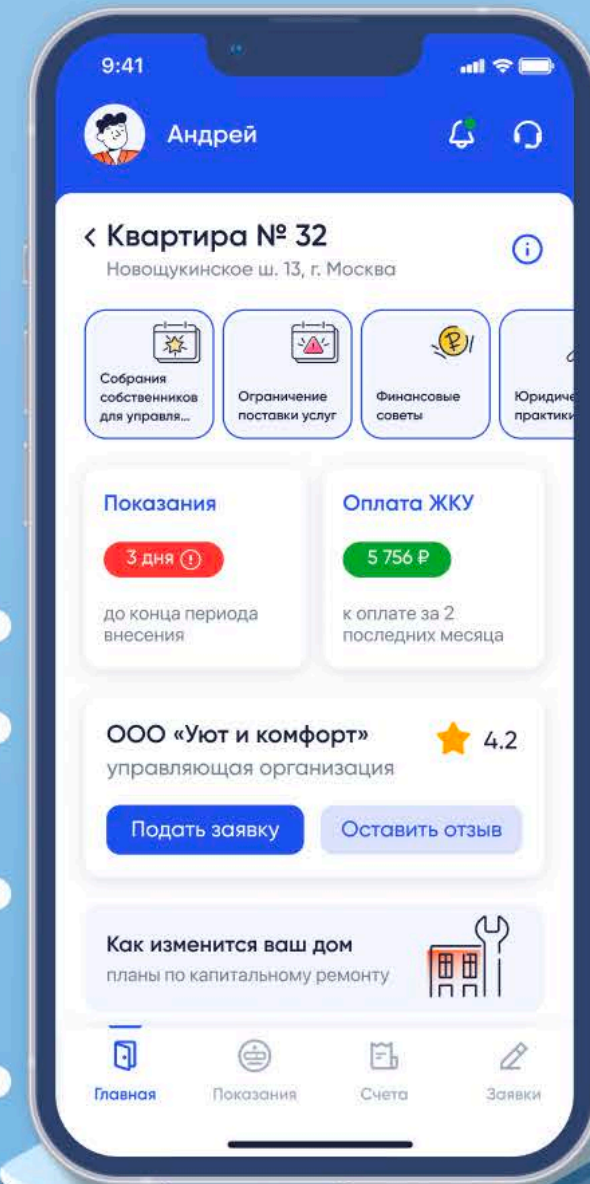 9:41
Андрей
Квартира № 32
Новощукинское ш. 13, г. Москва
Собрания
собственников
для управля...
Ограничение
поставки услуг
Финансовые
советы
Юридиче
практики
Показания
3 дня
до конца периода
внесения
Оплата ЖКУ
5 756 ₽
к оплате за 2
последних месяца
ООО «Уют и комфорт»
4.2
управляющая организация
Подать заявку
Оставить отзыв
Как изменится ваш дом
планы по капитальному ремонту
Главная
Показания
Счета
Заявки